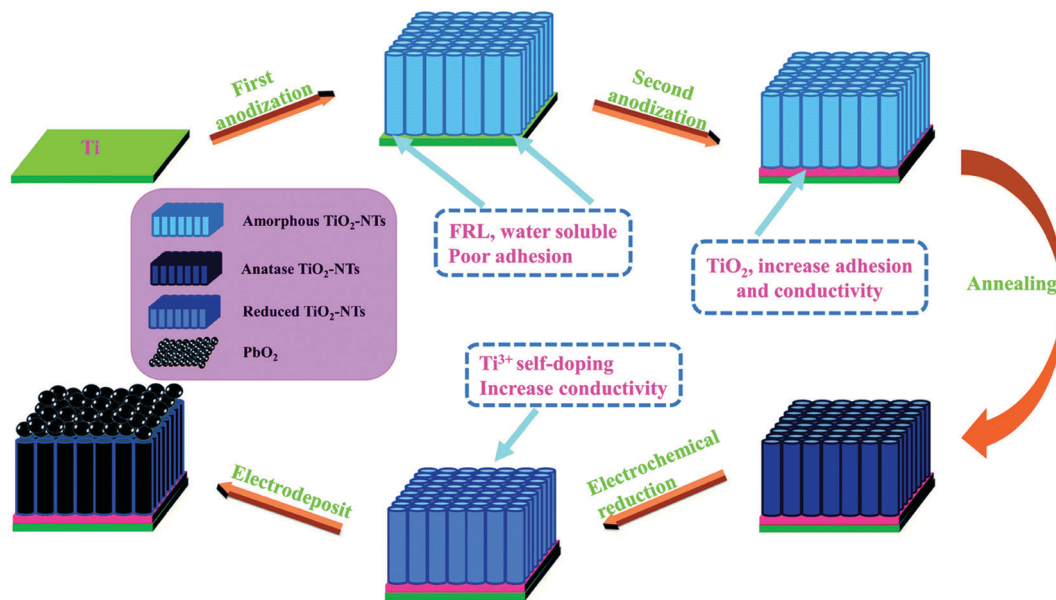 First
anodization
Second
anodization
Ti
FRL, water soluble
Poor adhesion
TiO₂, increase adhesion
and conductivity
Annealing
Amorphous TiO₂-NTs
Anatase TiO₂-NTs
Reduced TiO₂-NTs
PbO₂
Ti³⁺ self-doping
Increase conductivity
Electrochemical
reduction
Electrodeposit